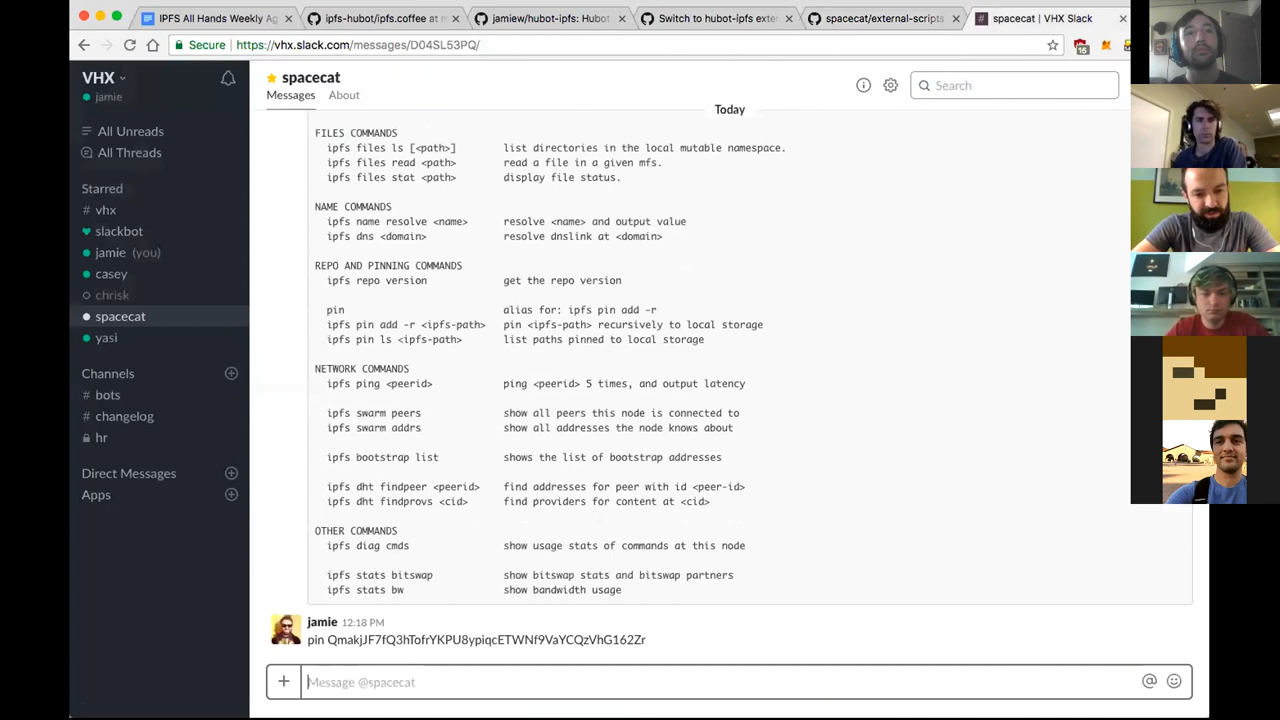 IPFS All Hands Weekly Ag
ipfs-hubot/ipfs.coffee at m
jamiew/hubot-ipfs: Hubot
Switch to hubot-ipfs exter
spacecat/external-scripts
spacecat | VHX Slack
Secure https://vhx.slack.com/messages/D04SL53PQ/
VHX
jamie
All Unreads
All Threads
Starred
# vhx
slackbot
jamie (you)
casey
chrisk
spacecat
yasi
Channels
# bots
# changelog
hr
Direct Messages
Apps
spacecat
Messages About
Search
Today
FILES COMMANDS
ipfs files ls [<path>] list directories in the local mutable namespace.
ipfs files read <path> read a file in a given mfs.
ipfs files stat <path> display file status.
NAME COMMANDS
ipfs name resolve <name> resolve <name> and output value
ipfs dns <domain> resolve dnslink at <domain>
REPO AND PINNING COMMANDS
ipfs repo version get the repo version
pin alias for: ipfs pin add -r
ipfs pin add -r <ipfs-path> pin <ipfs-path> recursively to local storage
ipfs pin ls <ipfs-path> list paths pinned to local storage
NETWORK COMMANDS
ipfs ping <peerid> ping <peerid> 5 times, and output latency
ipfs swarm peers show all peers this node is connected to
ipfs swarm addrs show all addresses the node knows about
ipfs bootstrap list shows the list of bootstrap addresses
ipfs dht findpeer <peerid> find addresses for peer with id <peer-id>
ipfs dht findprovs <cid> find providers for content at <cid>
OTHER COMMANDS
ipfs diag cmds show usage stats of commands at this node
ipfs stats bitswap show bitswap stats and bitswap partners
ipfs stats bw show bandwidth usage
jamie 12:18 PM
pin QmakjJF7fQ3hTofrYKPU8ypiqcETWNf9VaYCQzVhG162Zr
Message @spacecat